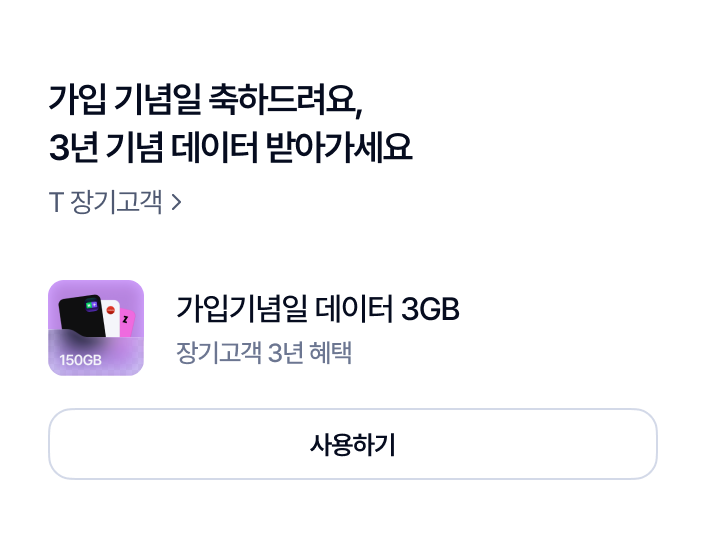 가입 기념일 축하드려요,
3년 기념 데이터 받아가세요
T 장기고객 >
가입기념일 데이터 3GB
장기고객 3년 혜택
150GB
사용하기